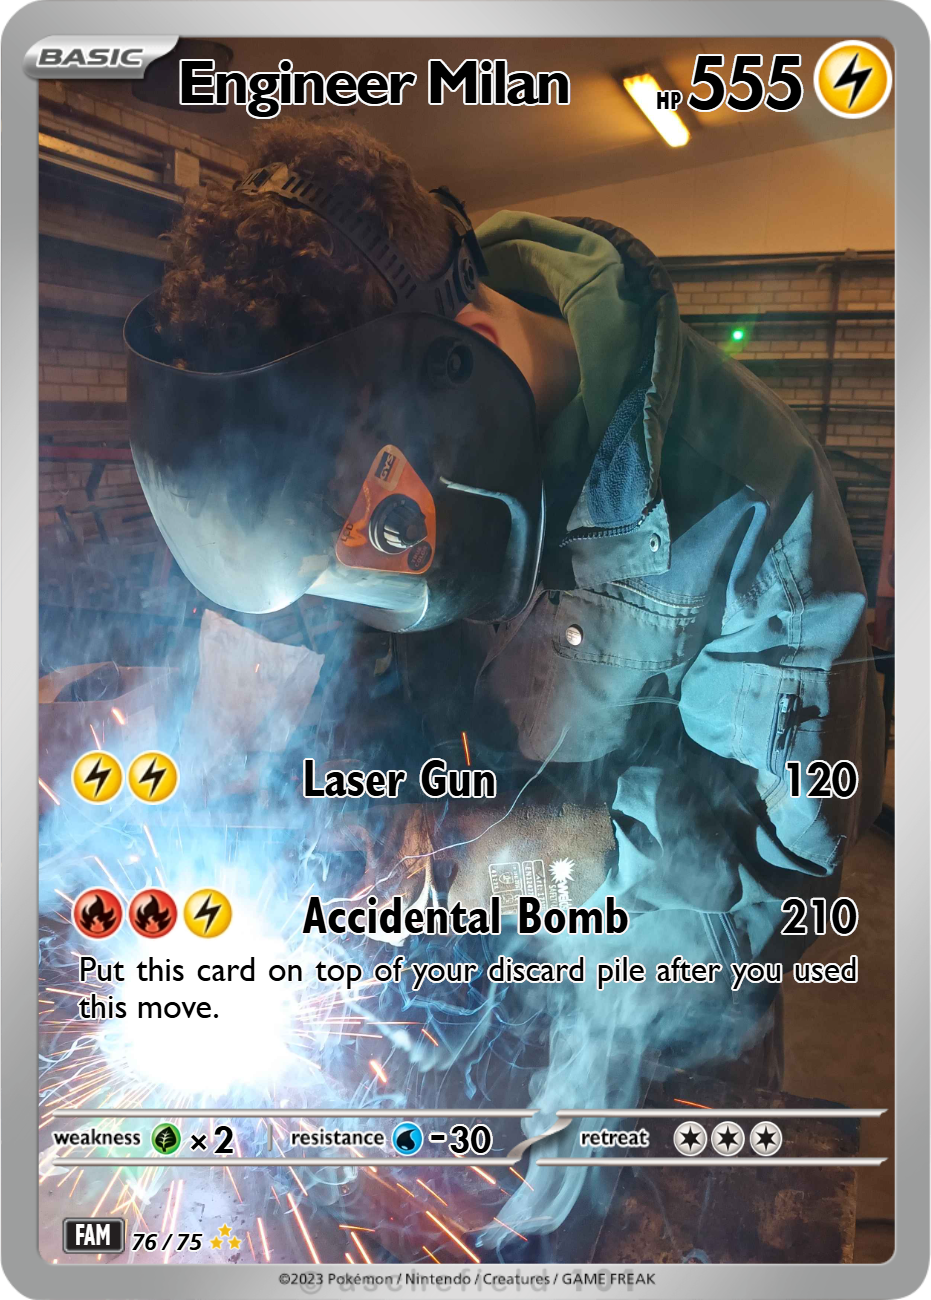 BASIC
Engineer Milan HP 555
GYS
Laser Gun 120
Accidental Bomb 210
Put this card on top of your discard pile after you used
this move.
weakness ×2 resistance -30 retreat
FAM 76 / 75
©2023 Pokémon / Nintendo / Creatures / GAME FREAK